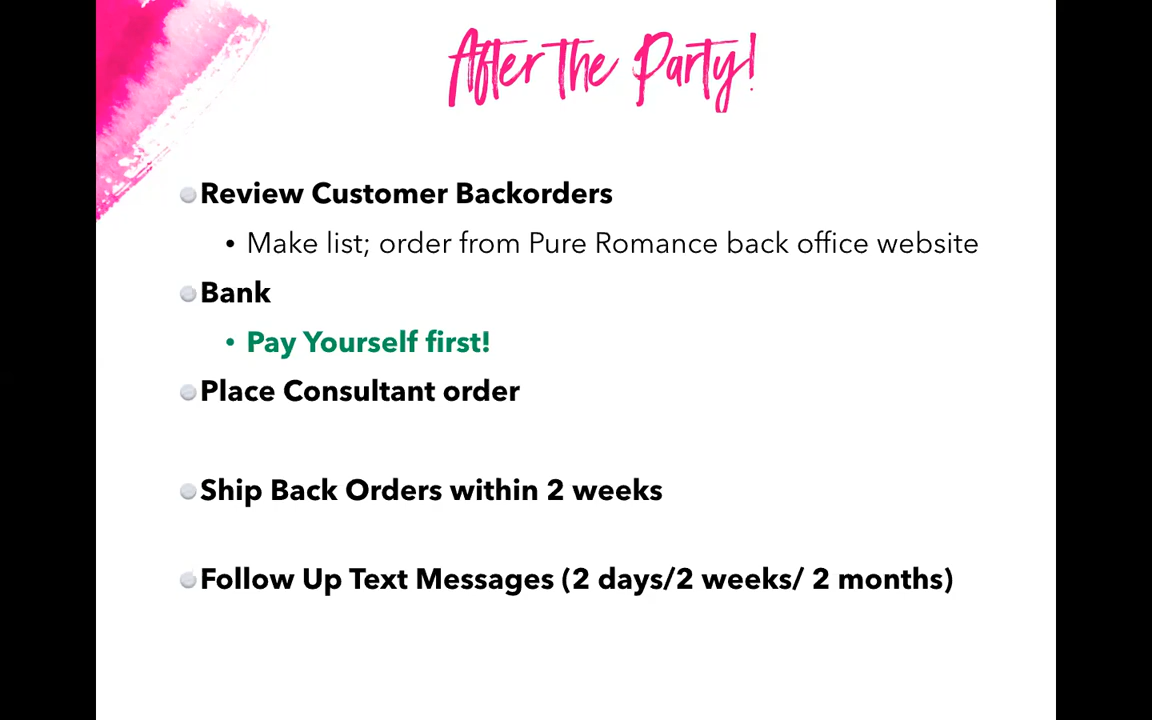 After the Party!
Review Customer Backorders
• Make list; order from Pure Romance back office website
Bank
• Pay Yourself first!
Place Consultant order
Ship Back Orders within 2 weeks
Follow Up Text Messages (2 days/2 weeks/ 2 months)